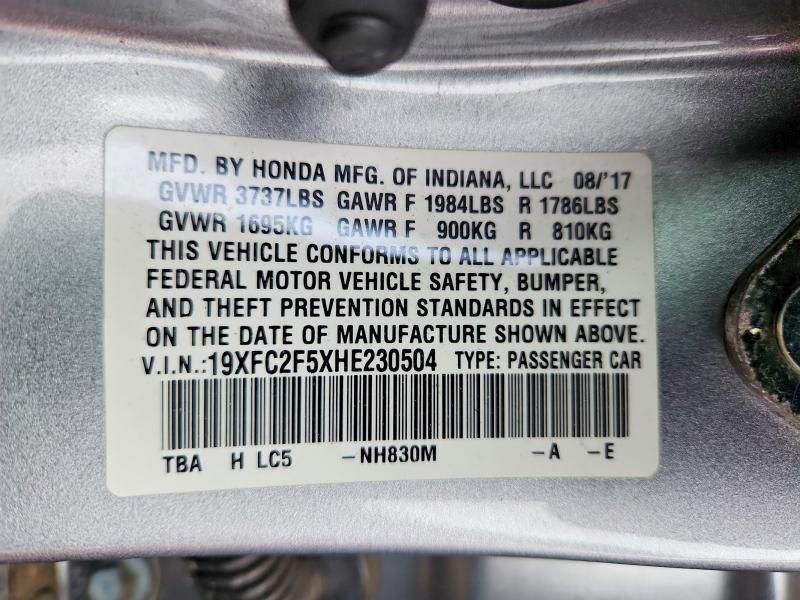 MFD. BY HONDA MFG. OF INDIANA, LLC 08/'17
GVWR 3737LBS GAWR F 1984LBS R 1786LBS
GVWR 1695KG GAWR F 900KG R 810KG
THIS VEHICLE CONFORMS TO ALL APPLICABLE
FEDERAL MOTOR VEHICLE SAFETY, BUMPER,
AND THEFT PREVENTION STANDARDS IN EFFECT
ON THE DATE OF MANUFACTURE SHOWN ABOVE.
V.I.N.:19XFC2F5XHE230504 TYPE: PASSENGER CAR
TBA H LC5 -NH830M -A -E